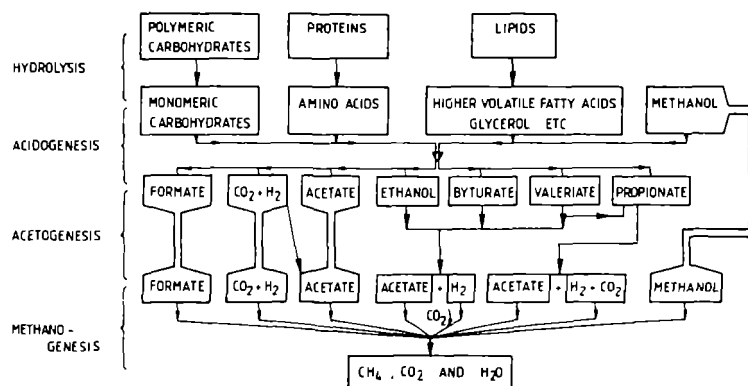 POLYMERIC
CARBOHYDRATES
PROTEINS
LIPIDS
HYDROLYSIS
MONOMERIC
CARBOHYDRATES
AMINO ACIDS
HIGHER VOLATILE FATTY ACIDS
GLYCEROL ETC
METHANOL
ACIDOGENESIS
FORMATE
CO2 + H2
ACETATE
ETHANOL
BYTURATE
VALERIATE
PROPIONATE
ACETOGENESIS
FORMATE
CO2 + H2
ACETATE
ACETATE + H2
ACETATE + H2 + CO2
METHANOL
CO2
METHANO -
GENESIS
CH4 , CO2 AND H2O